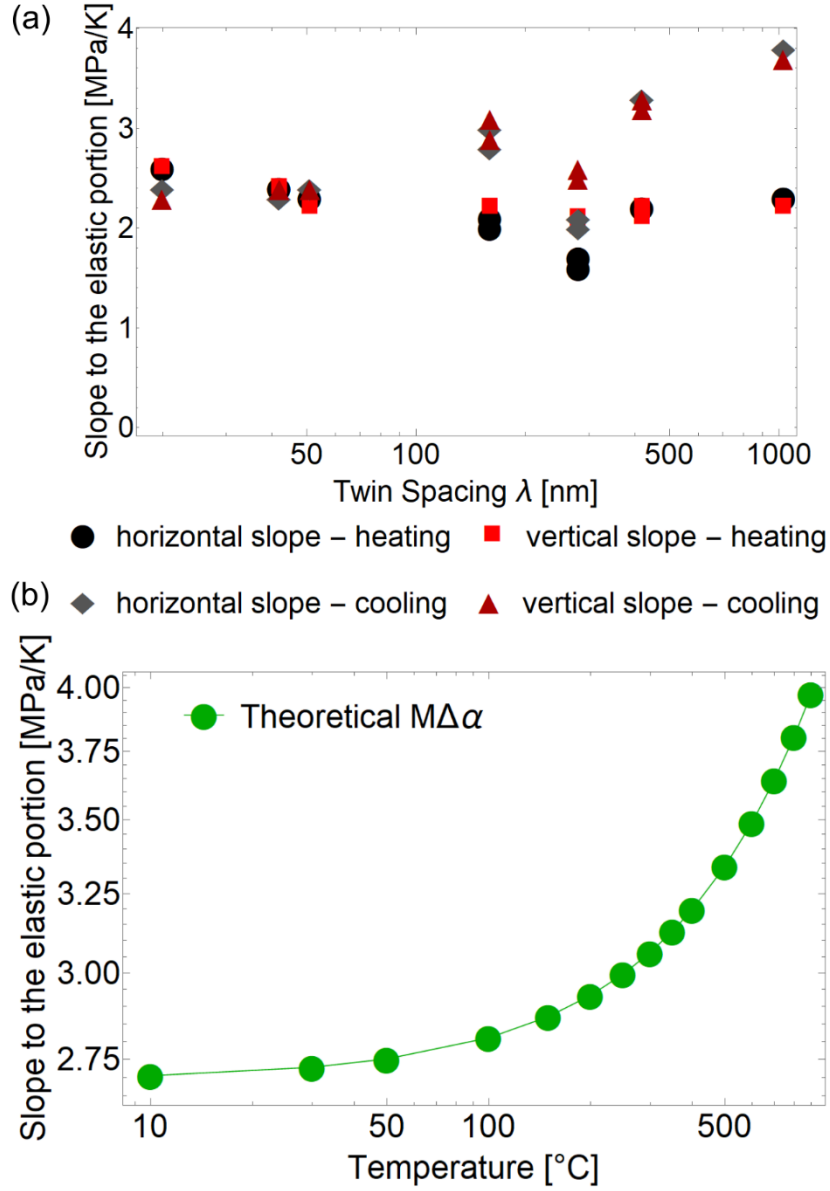 (a)
Slope to the elastic portion [MPa/K]
4
3
2
1
0
50 100 500 1000
Twin Spacing λ [nm]
horizontal slope – heating vertical slope – heating
horizontal slope – cooling vertical slope – cooling
(b)
Slope to the elastic portion [MPa/K]
4.00
3.75
3.50
3.25
3.00
2.75
Theoretical MΔα
10 50 100 500
Temperature [°C]